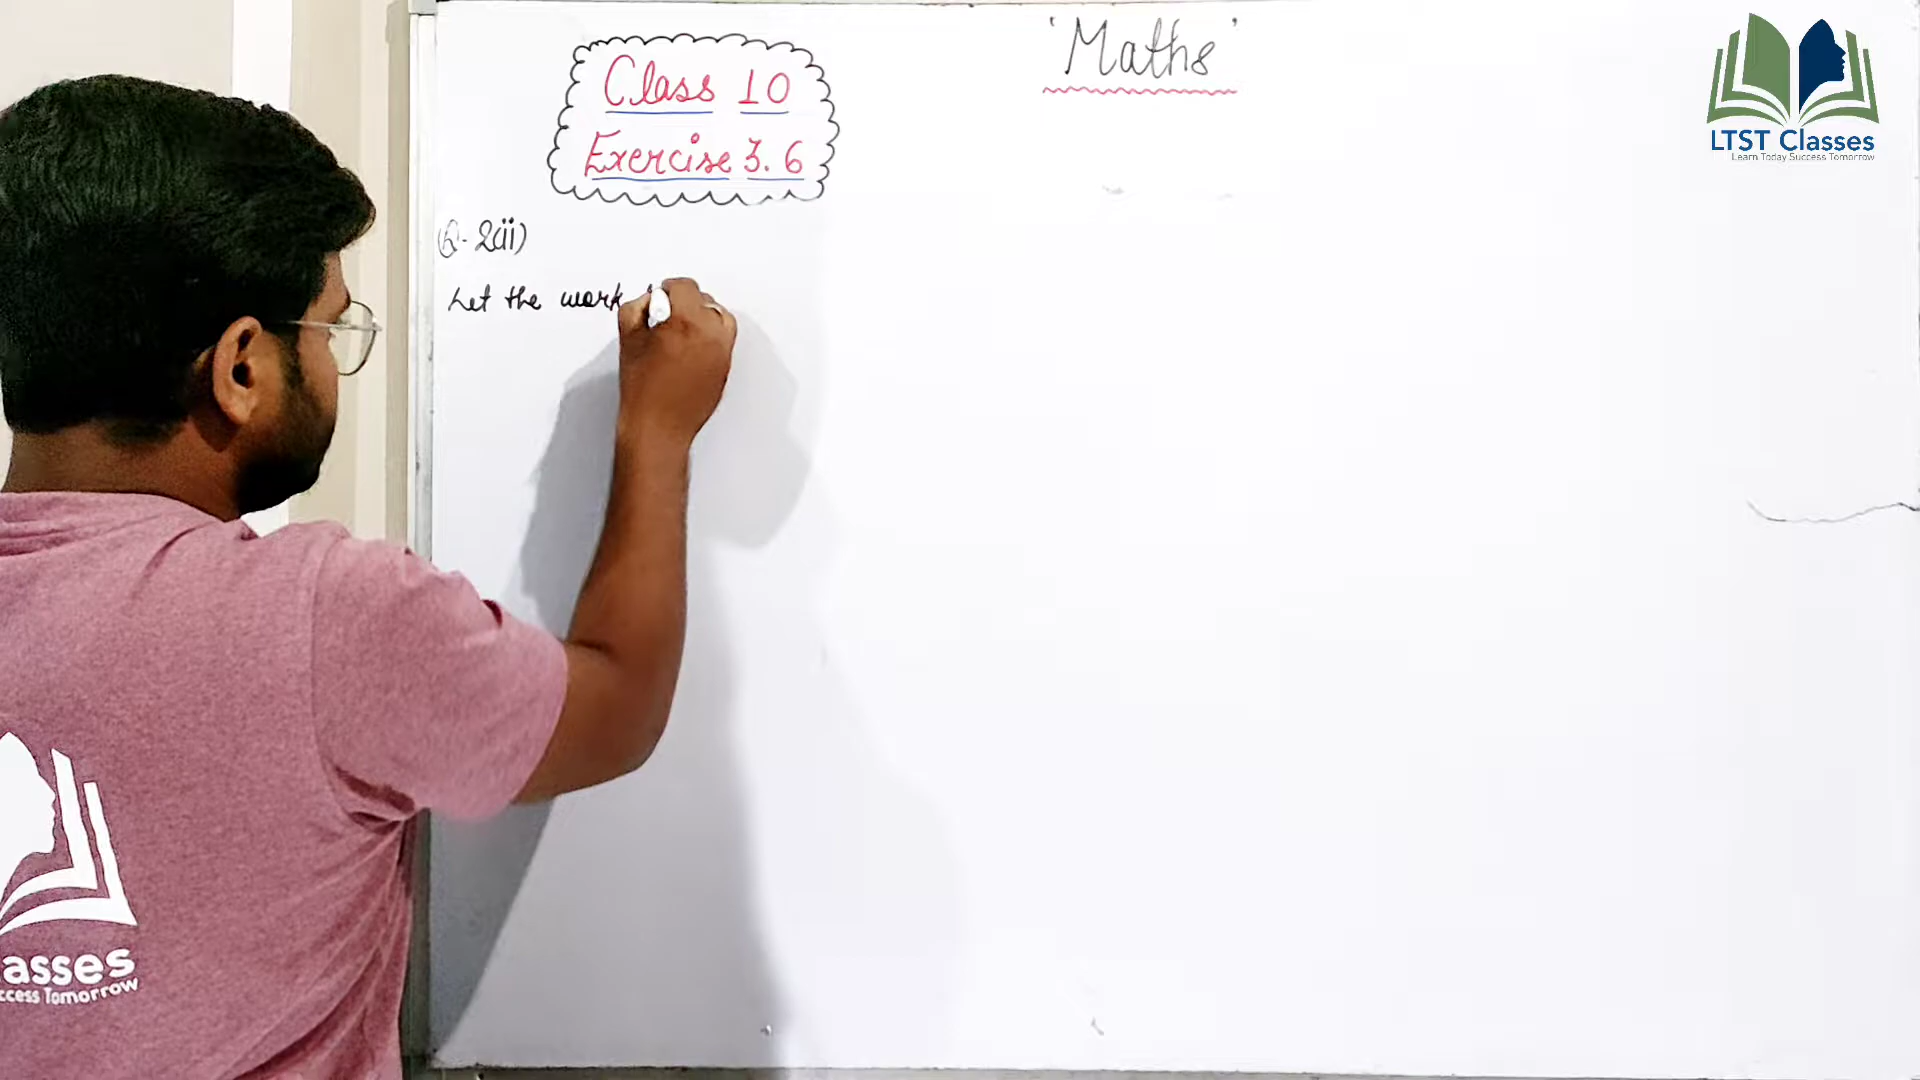 'Maths'
Class 10
Exercise 3.6
Q- 2(ii)
Let the work
LTST Classes
Learn Today Success Tomorrow
asses
ccess Tomorrow